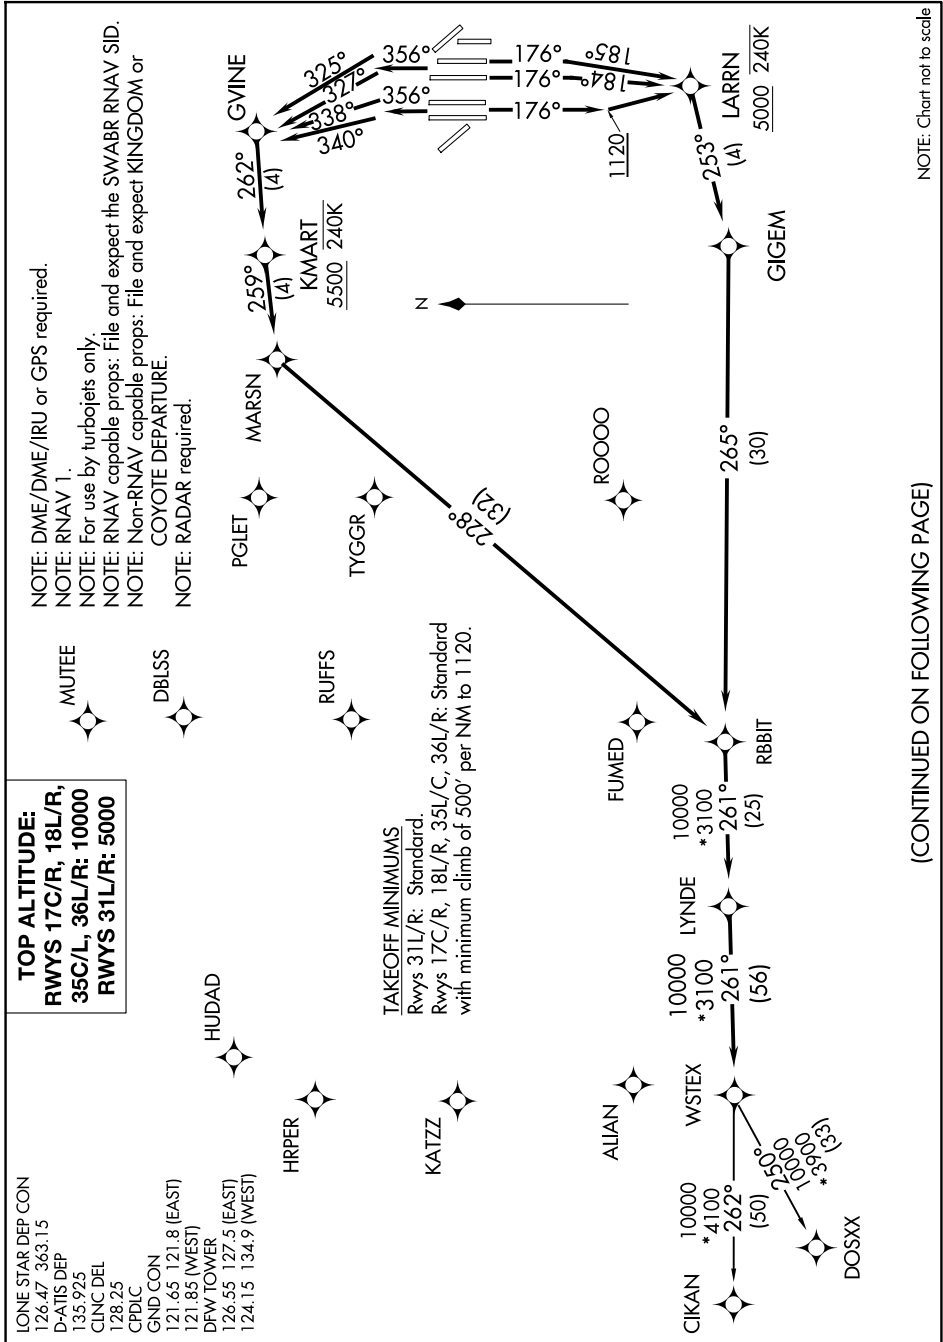 LONE STAR DEP CON
126.47 363.15
D-ATIS DEP
135.925
CLNC DEL
128.25
CPDLC
GND CON
121.65 121.8 (EAST)
121.85 (WEST)
DFW TOWER
126.55 127.5 (EAST)
124.15 134.9 (WEST)
TOP ALTITUDE:
RWYS 17C/R, 18L/R,
35C/L, 36L/R: 10000
RWYS 31L/R: 5000
NOTE: DME/DME/IRU or GPS required.
NOTE: RNAV 1.
NOTE: For use by turbojets only.
NOTE: RNAV capable props: File and expect the SWABR RNAV SID.
NOTE: Non-RNAV capable props: File and expect KINGDOM or
COYOTE DEPARTURE.
NOTE: RADAR required.
MUTEE
DBLSS
RUFFS
HUDAD
HRPER
KATZZ
ALIAN
FUMED
PGLET
TYGGR
ROOOO
TAKEOFF MINIMUMS
Rwys 31L/R: Standard.
Rwys 17C/R, 18L/R, 35L/C, 36L/R: Standard
with minimum climb of 500' per NM to 1120.
GVINE
325°
327°
338°
340°
356°
356°
262°
(4)
KMART
5500 240K
259°
(4)
MARSN
228°
(32)
N
176°
176°
176°
185°
184°
1120
LARRN
5000 240K
253°
(4)
GIGEM
265°
(30)
RBBIT
10000
*3100
261°
(25)
LYNDE
10000
*3100
261°
(56)
WSTEX
10000
*4100
262°
(50)
CIKAN
250°
10000
*3900
(33)
DOSXX
NOTE: Chart not to scale
(CONTINUED ON FOLLOWING PAGE)